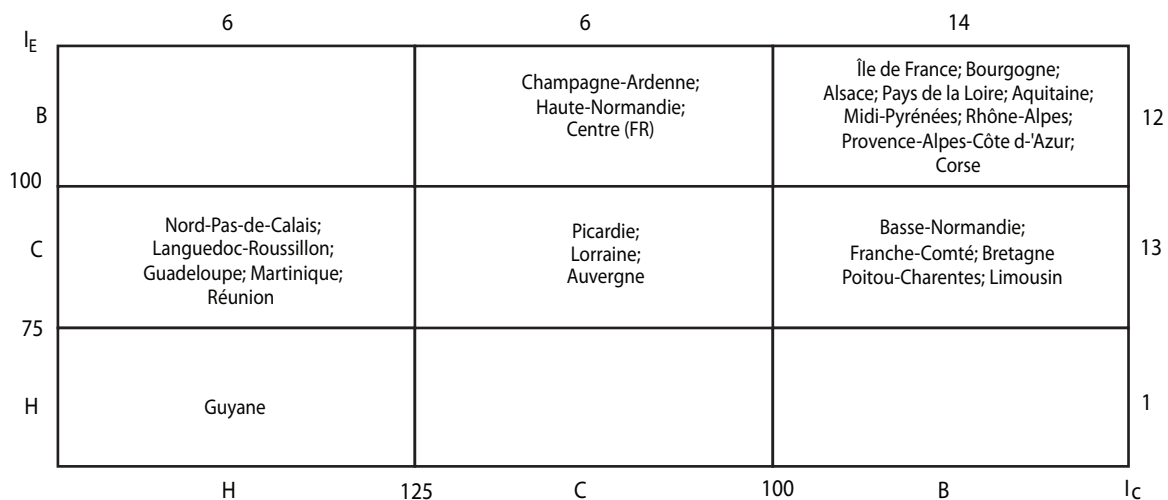 6 6 14
I_E
B
Champagne-Ardenne;
Haute-Normandie;
Centre (FR)
Île de France; Bourgogne;
Alsace; Pays de la Loire; Aquitaine;
Midi-Pyrénées; Rhône-Alpes;
Provence-Alpes-Côte d-'Azur;
Corse
12
100
C
Nord-Pas-de-Calais;
Languedoc-Roussillon;
Guadeloupe; Martinique;
Réunion
Picardie;
Lorraine;
Auvergne
Basse-Normandie;
Franche-Comté; Bretagne
Poitou-Charentes; Limousin
13
75
H
Guyane
1
H 125 C 100 B I_c